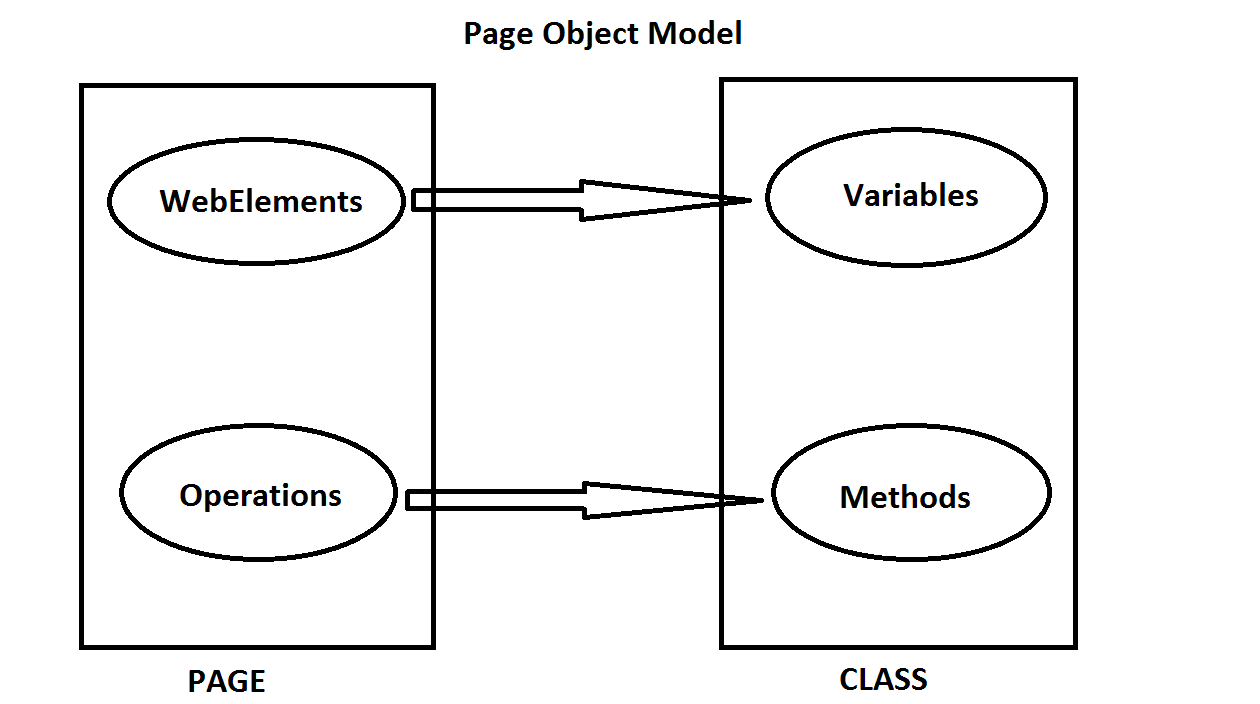 Page Object Model
WebElements
Variables
Operations
Methods
PAGE
CLASS